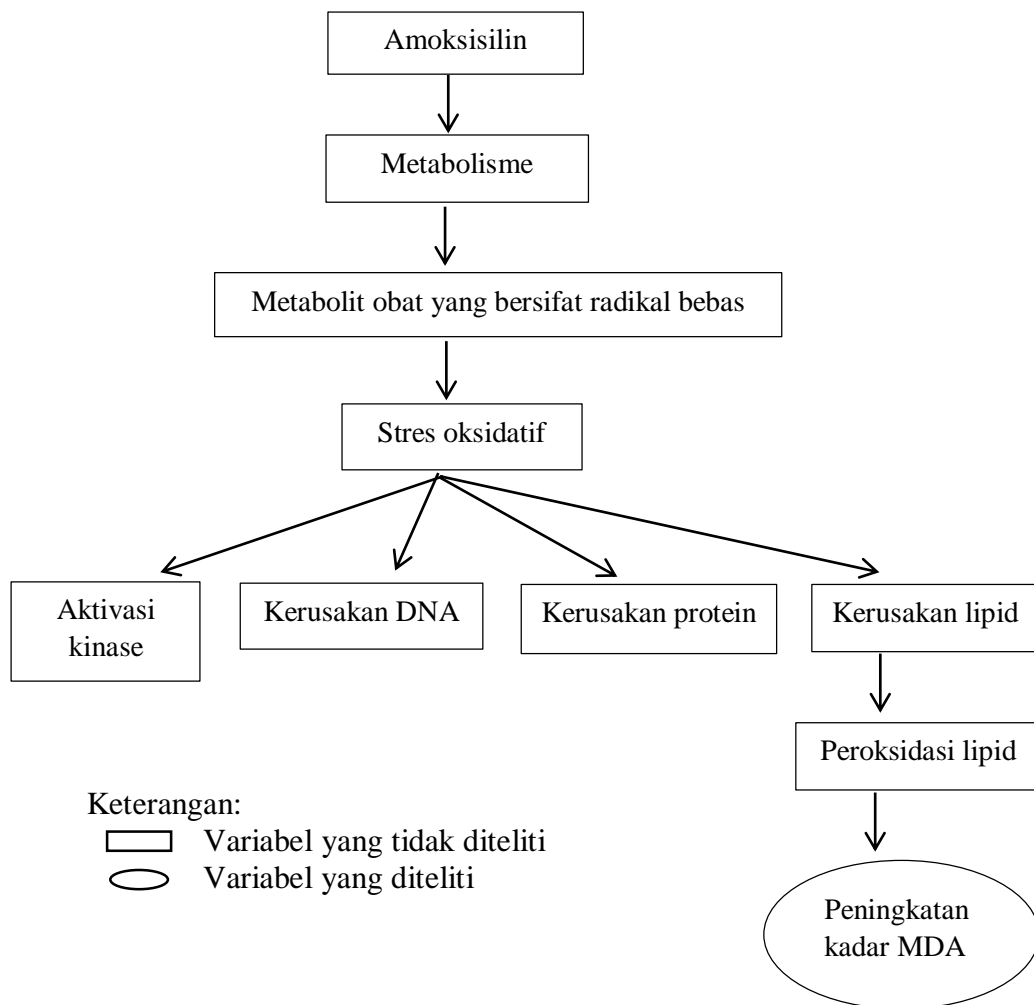 Amoksisilin
Metabolisme
Metabolit obat yang bersifat radikal bebas
Stres oksidatif
Aktivasi
kinase
Kerusakan DNA
Kerusakan protein
Kerusakan lipid
Peroksidasi lipid
Keterangan:
Variabel yang tidak diteliti
Variabel yang diteliti
Peningkatan
kadar MDA